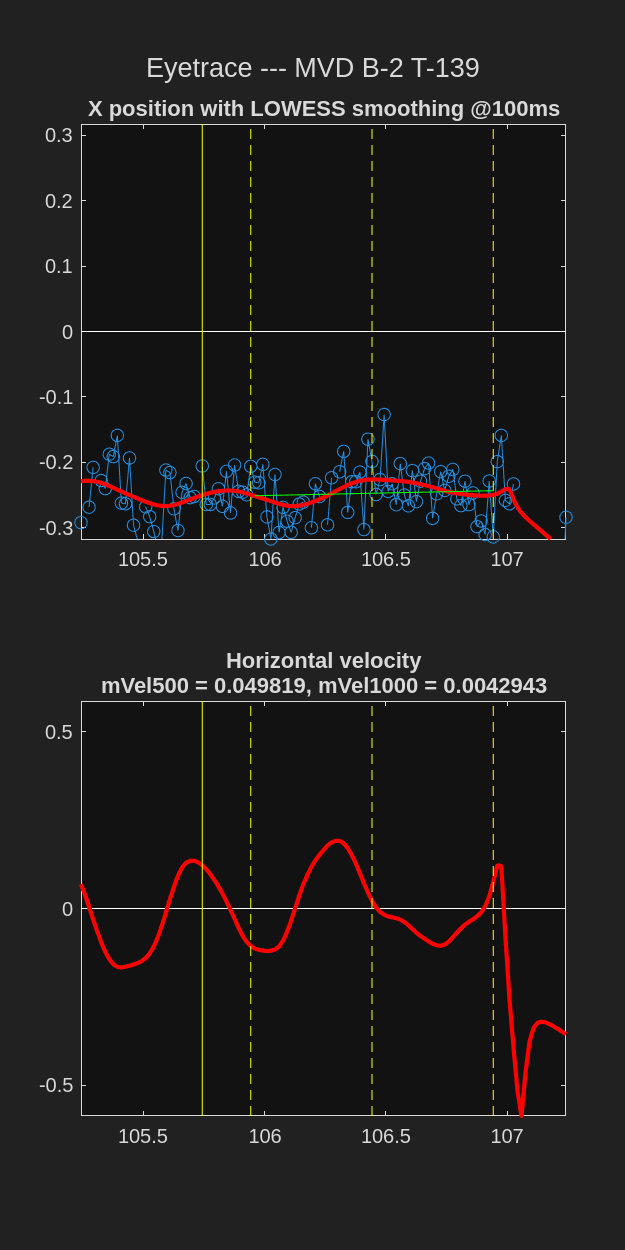 Eyetrace --- MVD B-2 T-139
X position with LOWESS smoothing @100ms
0.3
0.2
0.1
0
-0.1
-0.2
-0.3
105.5 106 106.5 107
Horizontal velocity
mVel500 = 0.049819, mVel1000 = 0.0042943
0.5
0
-0.5
105.5 106 106.5 107